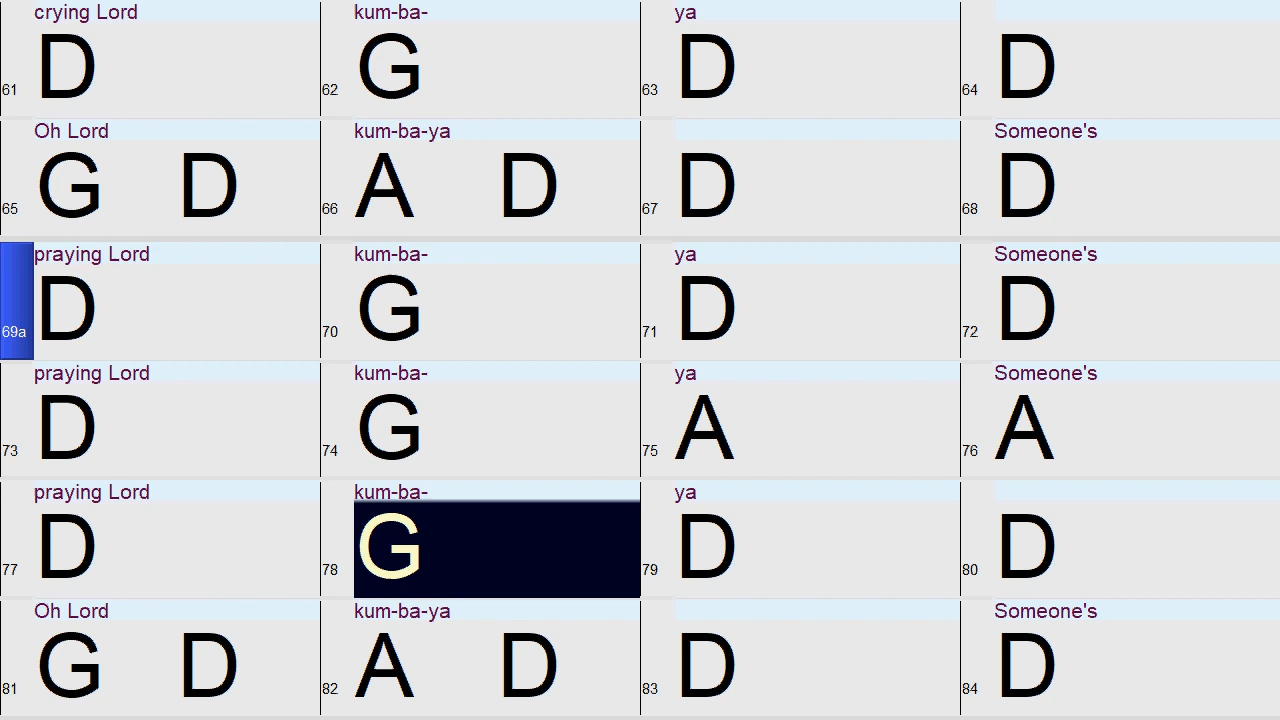 crying Lord kum-ba- ya
61 D 62 G 63 D 64 D
Oh Lord kum-ba-ya Someone's
65 G D 66 A D 67 D 68 D
praying Lord kum-ba- ya Someone's
69a D 70 G 71 D 72 D
praying Lord kum-ba- ya Someone's
73 D 74 G 75 A 76 A
praying Lord kum-ba- ya
77 D 78 G 79 D 80 D
Oh Lord kum-ba-ya Someone's
81 G D 82 A D 83 D 84 D